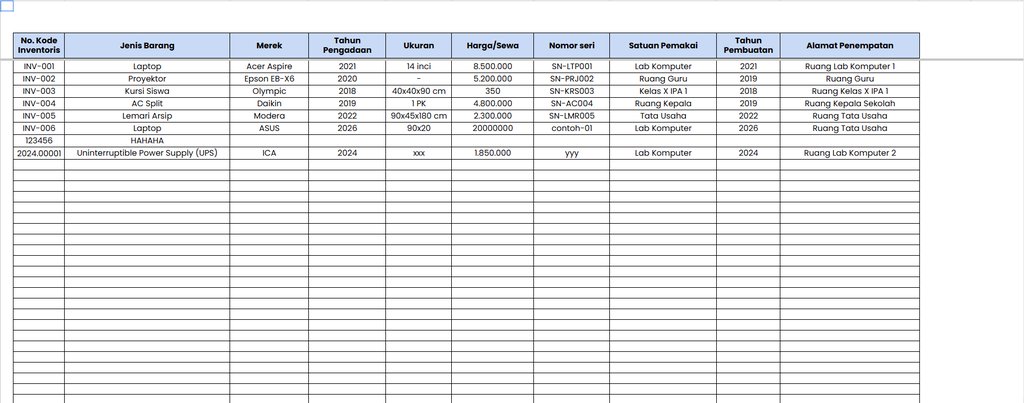 No. Kode Inventoris Jenis Barang Merek Tahun Pengadaan Ukuran Harga/Sewa Nomor seri Satuan Pemakai Tahun Pembuatan Alamat Penempatan
INV-001 Laptop Acer Aspire 2021 14 inci 8.500.000 SN-LTP001 Lab Komputer 2021 Ruang Lab Komputer 1
INV-002 Proyektor Epson EB-X6 2020 - 5.200.000 SN-PRJ002 Ruang Guru 2019 Ruang Guru
INV-003 Kursi Siswa Olympic 2018 40x40x90 cm 350 SN-KRS003 Kelas X IPA 1 2018 Ruang Kelas X IPA 1
INV-004 AC Split Daikin 2019 1 PK 4.800.000 SN-AC004 Ruang Kepala 2019 Ruang Kepala Sekolah
INV-005 Lemari Arsip Modera 2022 90x45x180 cm 2.300.000 SN-LMR005 Tata Usaha 2022 Ruang Tata Usaha
INV-006 Laptop ASUS 2026 90x20 20000000 contoh-01 Lab Komputer 2026 Ruang Tata Usaha
123456 HAHAHA
2024.00001 Uninterruptible Power Supply (UPS) ICA 2024 xxx 1.850.000 yyy Lab Komputer 2024 Ruang Lab Komputer 2